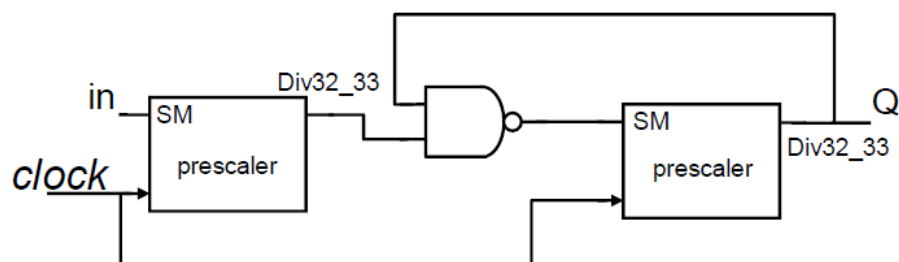 in
SM
prescaler
clock
Div32_33
SM
prescaler
Q
Div32_33